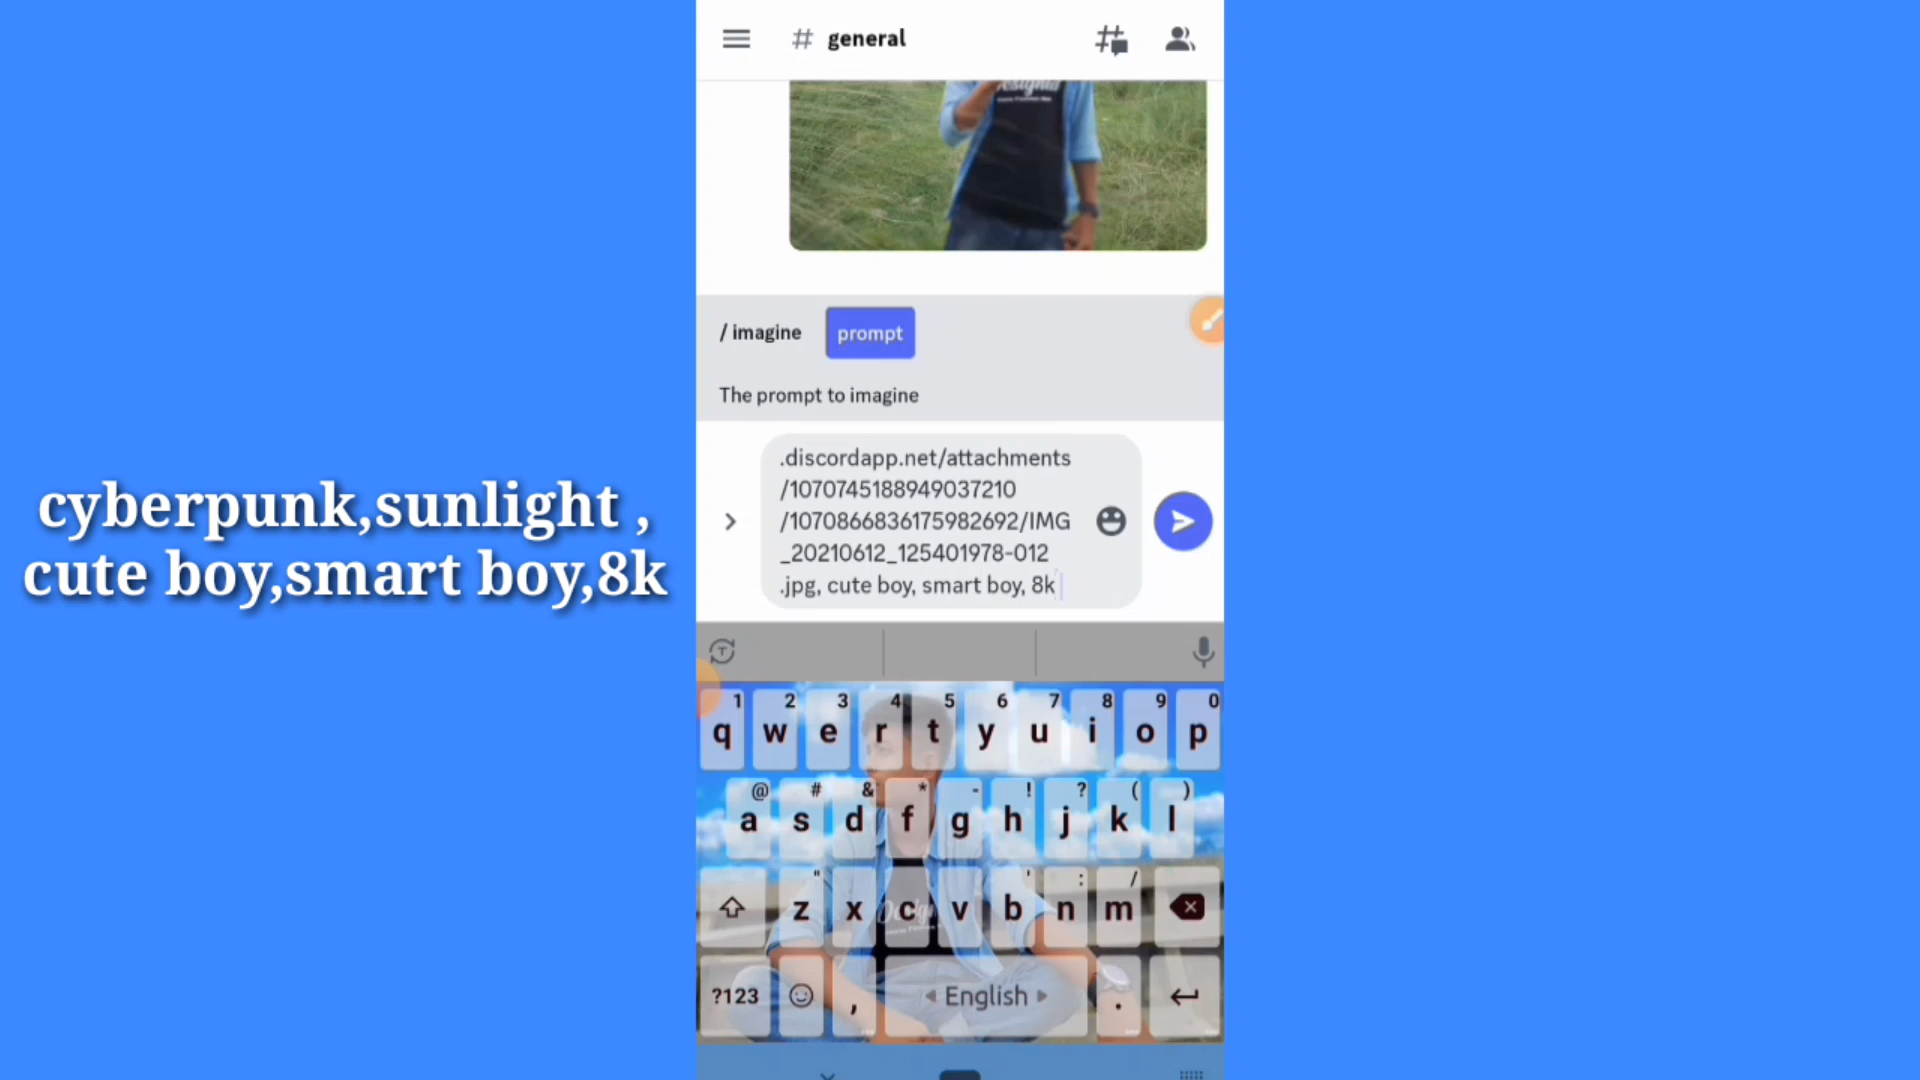 # general
/ imagine prompt
The prompt to imagine
.discordapp.net/attachments
/1070745188949037210
/1070866836175982692/IMG
_20210612_125401978-012
.jpg, cute boy, smart boy, 8k
cyberpunk,sunlight ,
cute boy,smart boy,8k
1 2 3 4 5 6 7 8 9 0
q w e r t y u i o p
@ # & * - ! ? ( )
a s d f g h j k l
" ' : /
z x c v b n m
?123 , English .